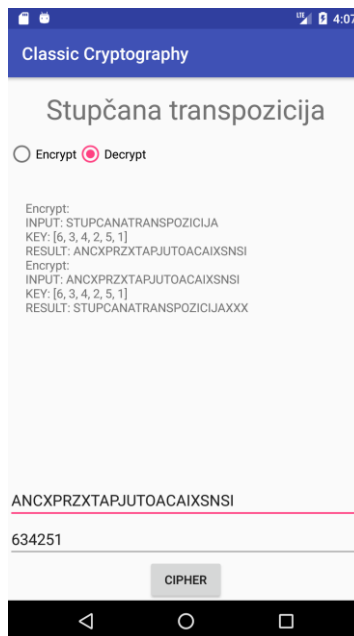 LTE 4:07
Classic Cryptography
Stupčana transpozicija
Encrypt Decrypt
Encrypt:
INPUT: STUPCANATRANSPOZICIJA
KEY: [6, 3, 4, 2, 5, 1]
RESULT: ANCXPRZXTAPJUTOACAIXSNSI
Encrypt:
INPUT: ANCXPRZXTAPJUTOACAIXSNSI
KEY: [6, 3, 4, 2, 5, 1]
RESULT: STUPCANATRANSPOZICIJAXXX
ANCXPRZXTAPJUTOACAIXSNSI
634251
CIPHER